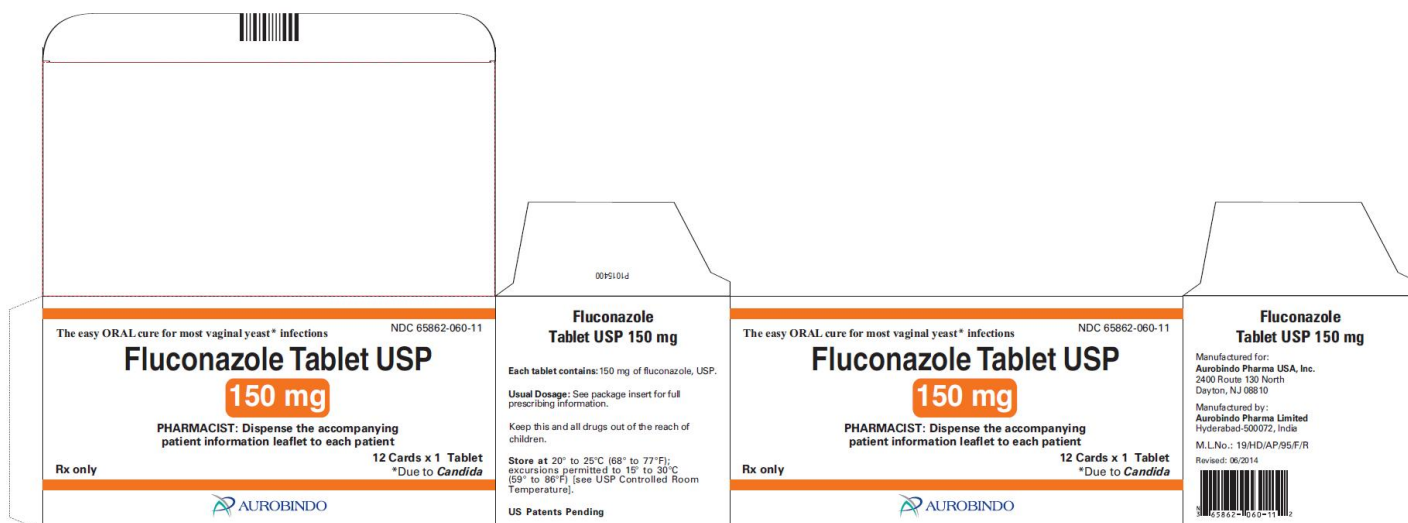 P1015400
The easy ORAL cure for most vaginal yeast* infections
NDC 65862-060-11
Fluconazole Tablet USP
150 mg
PHARMACIST: Dispense the accompanying
patient information leaflet to each patient
12 Cards x 1 Tablet
Rx only
*Due to Candida
AUROBINDO
Fluconazole
Tablet USP 150 mg
Each tablet contains: 150 mg of fluconazole, USP.
Usual Dosage: See package insert for full
prescribing information.
Keep this and all drugs out of the reach of
children.
Store at 20° to 25°C (68° to 77°F);
excursions permitted to 15° to 30°C
(59° to 86°F) [see USP Controlled Room
Temperature].
US Patents Pending
The easy ORAL cure for most vaginal yeast* infections
NDC 65862-060-11
Fluconazole Tablet USP
150 mg
PHARMACIST: Dispense the accompanying
patient information leaflet to each patient
12 Cards x 1 Tablet
Rx only
*Due to Candida
AUROBINDO
Fluconazole
Tablet USP 150 mg
Manufactured for:
Aurobindo Pharma USA, Inc.
2400 Route 130 North
Dayton, NJ 08810
Manufactured by:
Aurobindo Pharma Limited
Hyderabad-500072, India
M.L.No.: 19/HD/AP/95/F/R
Revised: 06/2014
N
3 65862-060-11 2